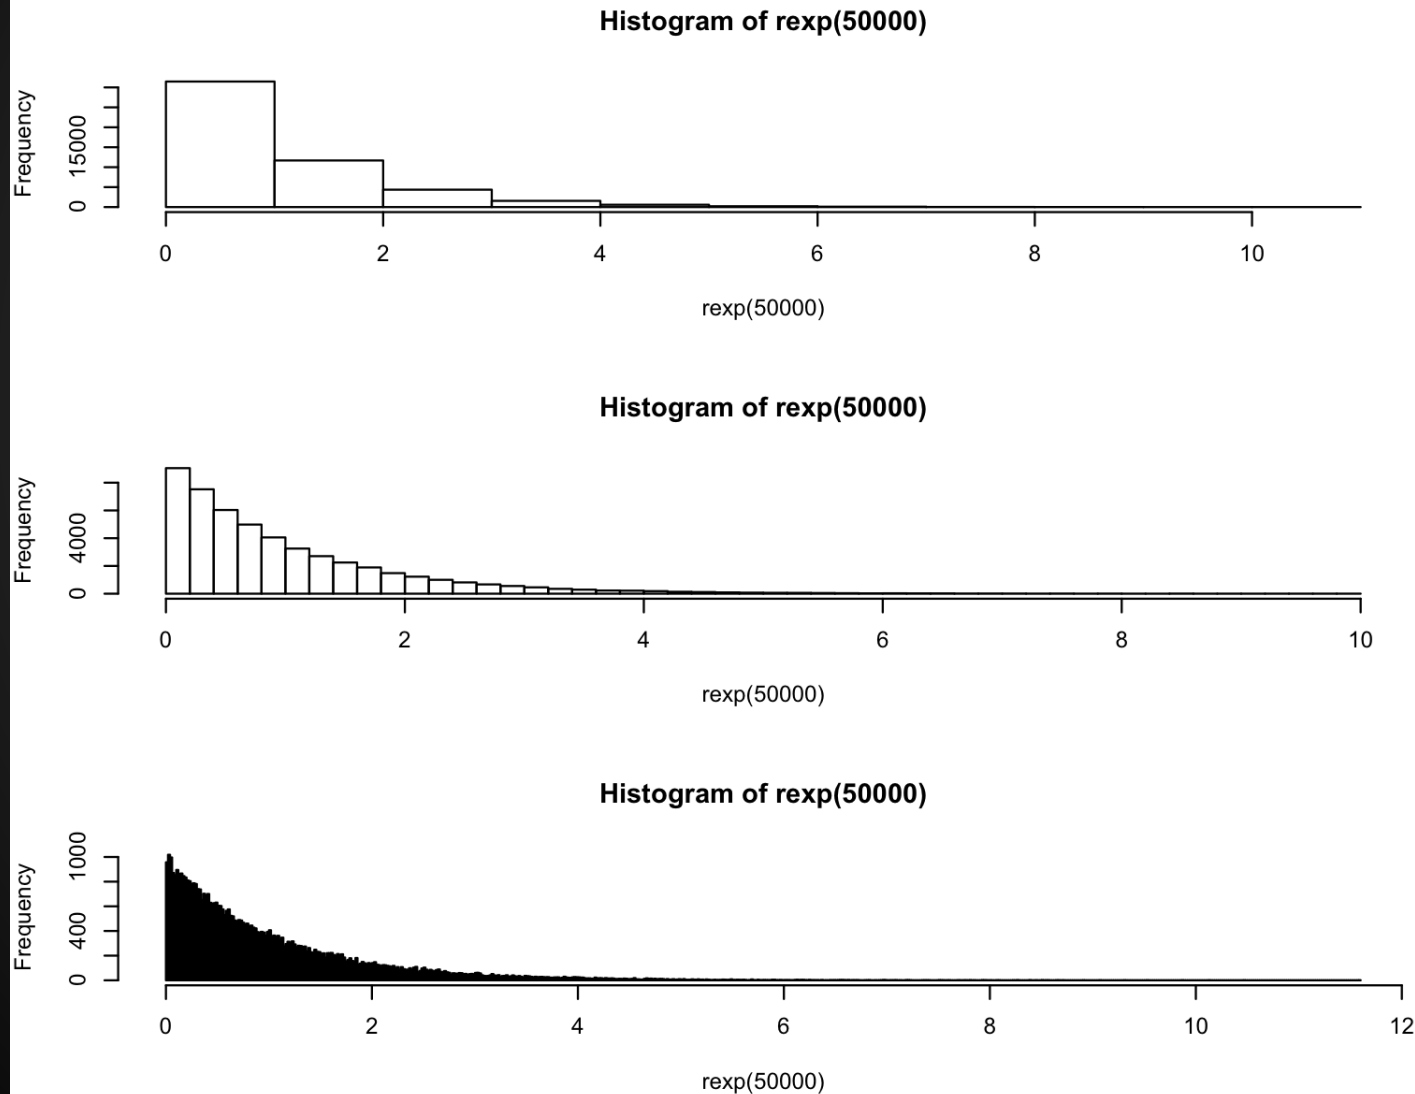 Histogram of rexp(50000)
Frequency
15000
0
0 2 4 6 8 10
rexp(50000)
Histogram of rexp(50000)
Frequency
4000
0
0 2 4 6 8 10
rexp(50000)
Histogram of rexp(50000)
Frequency
1000
400
0
0 2 4 6 8 10 12
rexp(50000)